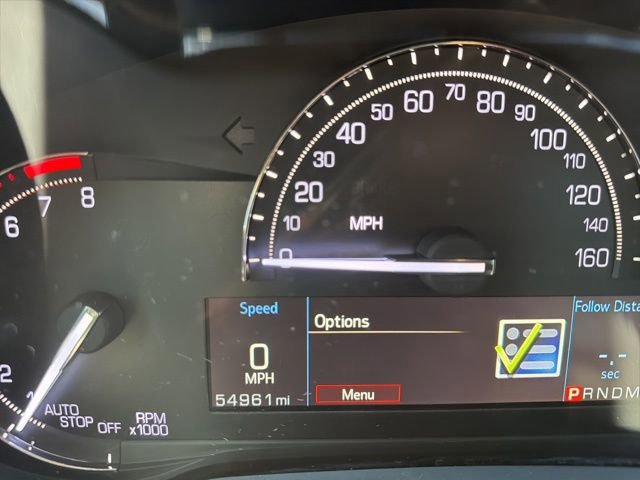 60 70 80
50 90
40 100
30 110
20 120
10 MPH 140
0 160
8
7
6
2
1
AUTO STOP OFF
RPM x1000
Speed
0
MPH
54961 mi
Options
Menu
Follow Dista
-.-
sec
PRNDM